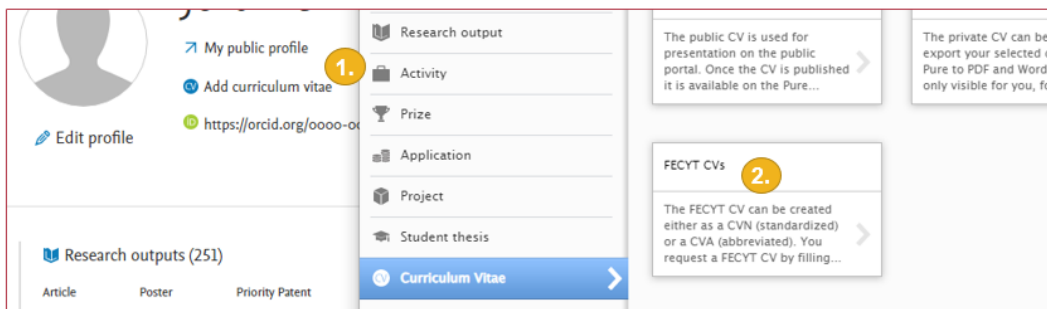 My public profile
Add curriculum vitae
https://orcid.org/0000-00
Edit profile
Research outputs (251)
Article Poster Priority Patent
1.
Research output
Activity
Prize
Application
Project
Student thesis
CV Curriculum Vitae
The public CV is used for
presentation on the public
portal. Once the CV is published
it is available on the Pure...
The private CV can be
export your selected
Pure to PDF and Word
only visible for you, fo
FECYT CVs
2.
The FECYT CV can be created
either as a CVN (standardized)
or a CVA (abbreviated). You
request a FECYT CV by filling...